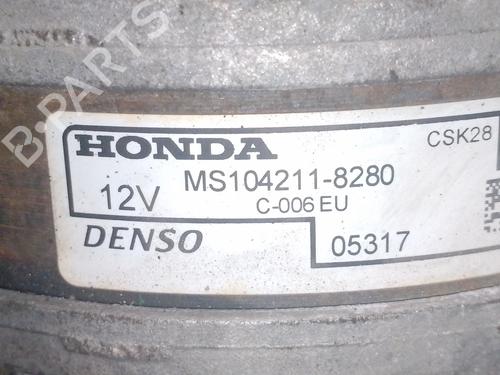 B-PARTS
HONDA
CSK28
12V
MS104211-8280
C-006 EU
DENSO
05317